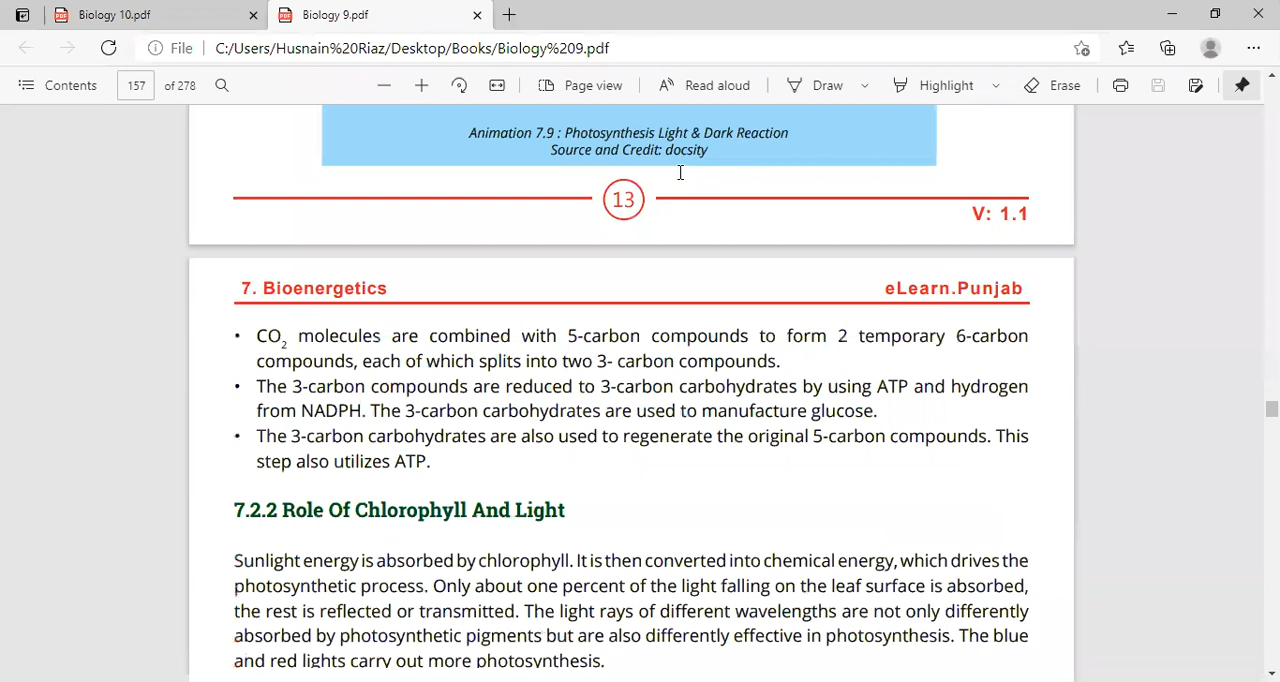 Biology 10.pdf
Biology 9.pdf
File
C:/Users/Husnain%20Riaz/Desktop/Books/Biology%209.pdf
Contents
157 of 278
Page view
Read aloud
Draw
Highlight
Erase
Animation 7.9 : Photosynthesis Light & Dark Reaction
Source and Credit: docsity
13
V: 1.1
7. Bioenergetics
eLearn.Punjab
• CO2 molecules are combined with 5-carbon compounds to form 2 temporary 6-carbon
compounds, each of which splits into two 3- carbon compounds.
• The 3-carbon compounds are reduced to 3-carbon carbohydrates by using ATP and hydrogen
from NADPH. The 3-carbon carbohydrates are used to manufacture glucose.
• The 3-carbon carbohydrates are also used to regenerate the original 5-carbon compounds. This
step also utilizes ATP.
7.2.2 Role Of Chlorophyll And Light
Sunlight energy is absorbed by chlorophyll. It is then converted into chemical energy, which drives the
photosynthetic process. Only about one percent of the light falling on the leaf surface is absorbed,
the rest is reflected or transmitted. The light rays of different wavelengths are not only differently
absorbed by photosynthetic pigments but are also differently effective in photosynthesis. The blue
and red lights carry out more photosynthesis.